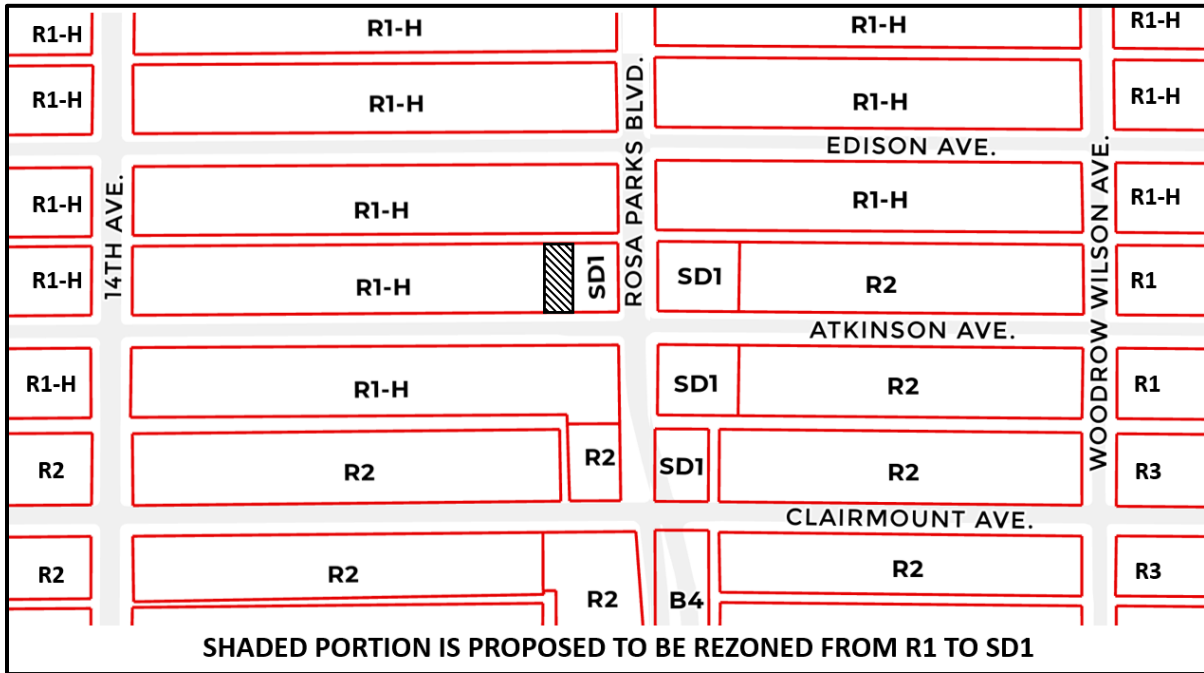 R1-H R1-H R1-H R1-H
R1-H R1-H R1-H R1-H
EDISON AVE.
R1-H R1-H R1-H R1-H
14TH AVE.
ROSA PARKS BLVD.
WOODROW WILSON AVE.
R1-H R1-H SD1 SD1 R2 R1
ATKINSON AVE.
R1-H R1-H SD1 R2 R1
R2 R2 R2 SD1 R2 R3
CLAIRMOUNT AVE.
R2 R2 R2 B4 R2 R3
SHADED PORTION IS PROPOSED TO BE REZONED FROM R1 TO SD1